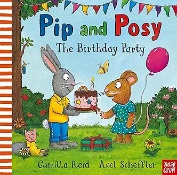 Pip and Posy
The Birthday Party
Camilla Reid Axel Scheffler
nosy
crow